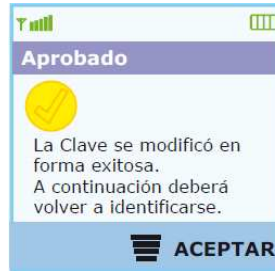 Aprobado
La Clave se modificó en
forma exitosa.
A continuación deberá
volver a identificarse.
ACEPTAR